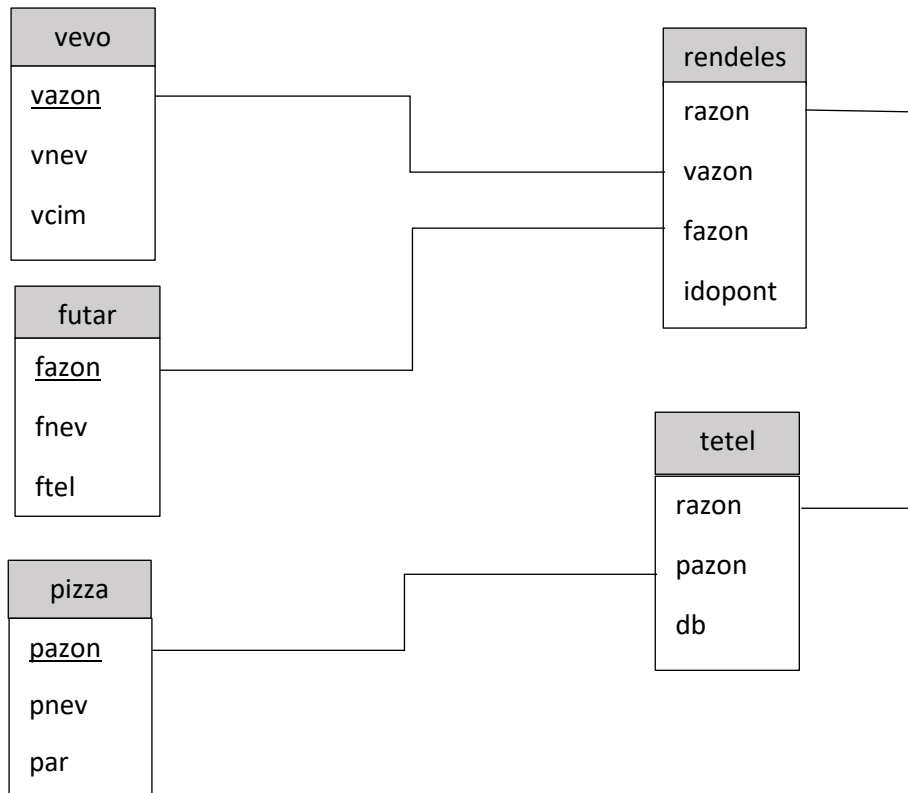 vevo
vazon
vnev
vcim
futar
fazon
fnev
ftel
pizza
pazon
pnev
par
rendeles
razon
vazon
fazon
idopont
tetel
razon
pazon
db